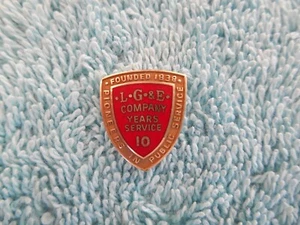 FOUNDED 1838
PIONEERS IN PUBLIC SERVICE
L·G·&E·
COMPANY
YEARS
SERVICE
10